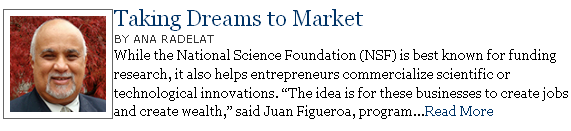 Taking Dreams to Market
BY ANA RADELAT
While the National Science Foundation (NSF) is best known for funding
research, it also helps entrepreneurs commercialize scientific or
technological innovations. “The idea is for these businesses to create jobs
and create wealth,” said Juan Figueroa, program...Read More